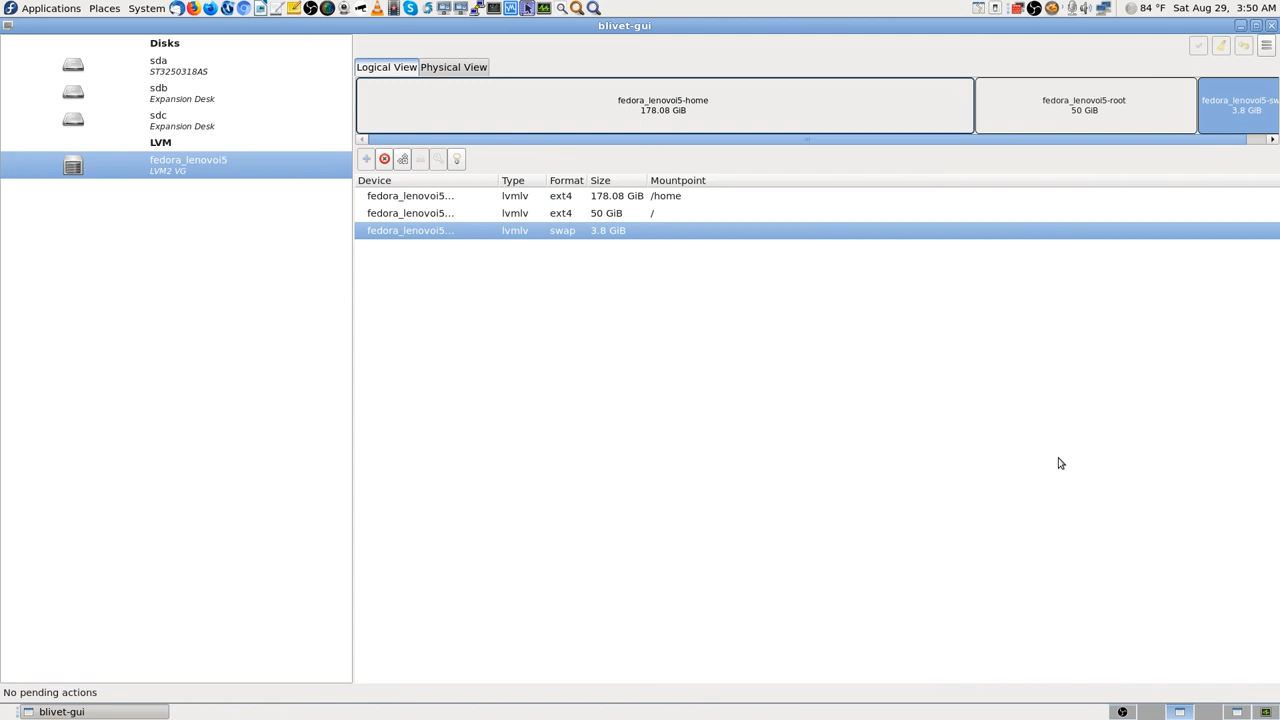 Applications Places System
84 °F Sat Aug 29, 3:50 AM
blivet-gui
Disks
sda
ST3250318AS
sdb
Expansion Desk
sdc
Expansion Desk
LVM
fedora_lenovoi5
LVM2 VG
Logical View Physical View
fedora_lenovoi5-home
178.08 GiB
fedora_lenovoi5-root
50 GiB
fedora_lenovoi5-sw
3.8 GiB
Device Type Format Size Mountpoint
fedora_lenovoi5... lvmlv ext4 178.08 GiB /home
fedora_lenovoi5... lvmlv ext4 50 GiB /
fedora_lenovoi5... lvmlv swap 3.8 GiB
No pending actions
blivet-gui